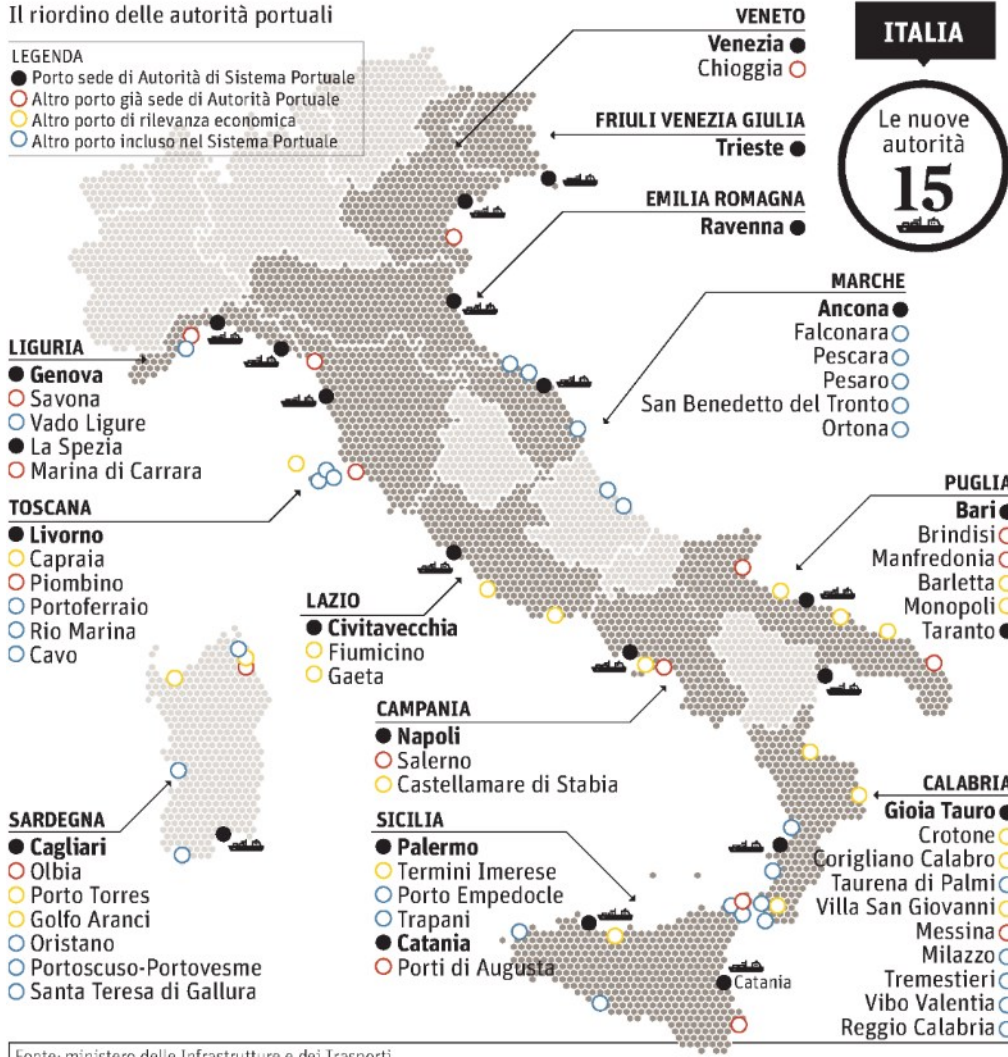 Il riordino delle autorità portuali
LEGENDA
Porto sede di Autorità di Sistema Portuale
Altro porto già sede di Autorità Portuale
Altro porto di rilevanza economica
Altro porto incluso nel Sistema Portuale
ITALIA
Le nuove
autorità
15
VENETO
Venezia
Chioggia
FRIULI VENEZIA GIULIA
Trieste
EMILIA ROMAGNA
Ravenna
MARCHE
Ancona
Falconara
Pescara
Pesaro
San Benedetto del Tronto
Ortona
LIGURIA
Genova
Savona
Vado Ligure
La Spezia
Marina di Carrara
TOSCANA
Livorno
Capraia
Piombino
Portoferraio
Rio Marina
Cavo
PUGLIA
Bari
Brindisi
Manfredonia
Barletta
Monopoli
Taranto
LAZIO
Civitavecchia
Fiumicino
Gaeta
CAMPANIA
Napoli
Salerno
Castellamare di Stabia
SARDEGNA
Cagliari
Olbia
Porto Torres
Golfo Aranci
Oristano
Portoscuso-Portovesme
Santa Teresa di Gallura
SICILIA
Palermo
Termini Imerese
Porto Empedocle
Trapani
Catania
Porti di Augusta
Catania
CALABRIA
Gioia Tauro
Crotone
Corigliano Calabro
Taurena di Palmi
Villa San Giovanni
Messina
Milazzo
Tremestieri
Vibo Valentia
Reggio Calabria
Fonte: ministero delle Infrastrutture e dei Trasporti